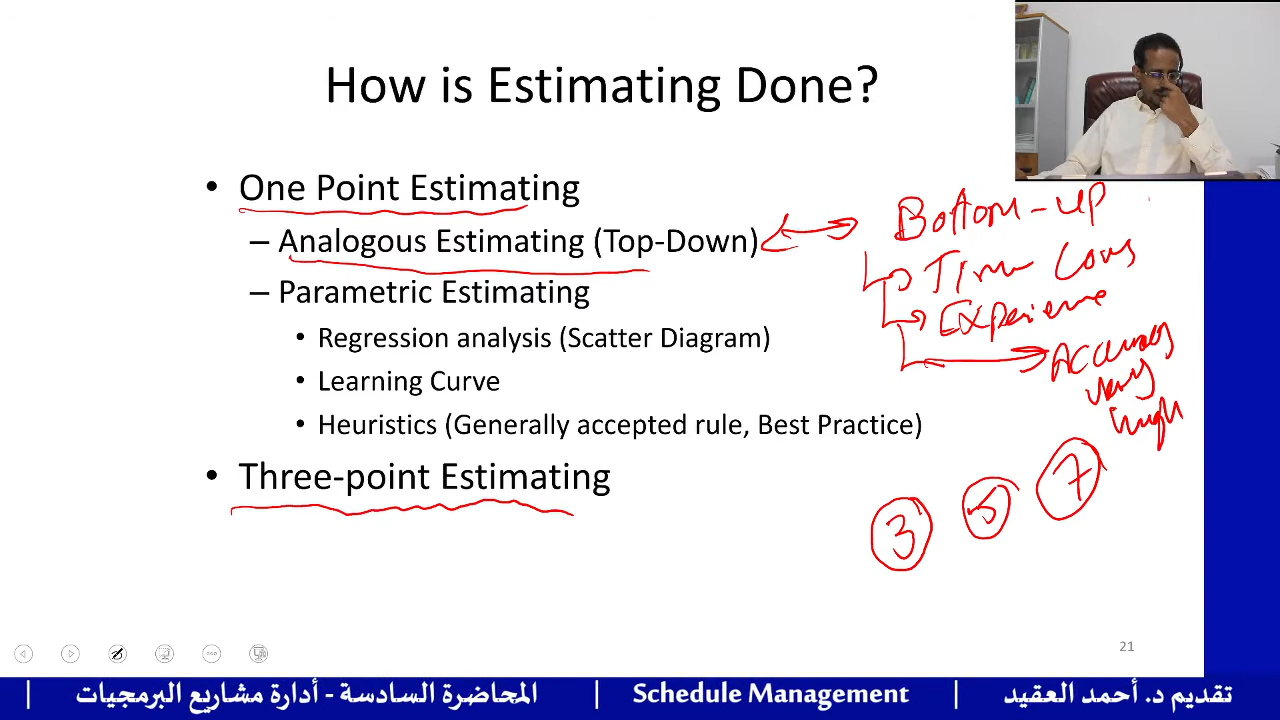 How is Estimating Done?
• One Point Estimating
– Analogous Estimating (Top-Down)
– Parametric Estimating
• Regression analysis (Scatter Diagram)
• Learning Curve
• Heuristics (Generally accepted rule, Best Practice)
• Three-point Estimating
Bottom-up
Time Cons
Experience
Accuracy
very
high
3 5 7
21
المحاضرة السادسة - أدارة مشاريع البرمجيات
Schedule Management
تقديم د. أحمد العقيد